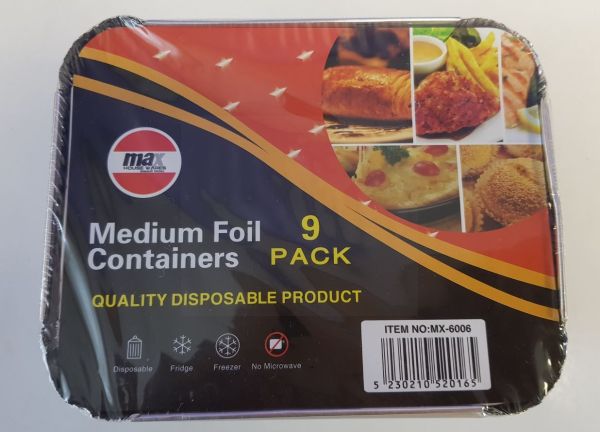 max
HOUSE WARES
Medium Foil
Containers
9
PACK
QUALITY DISPOSABLE PRODUCT
ITEM NO:MX-6006
5 230210 520165
Disposable
Fridge
Freezer
No Microwave